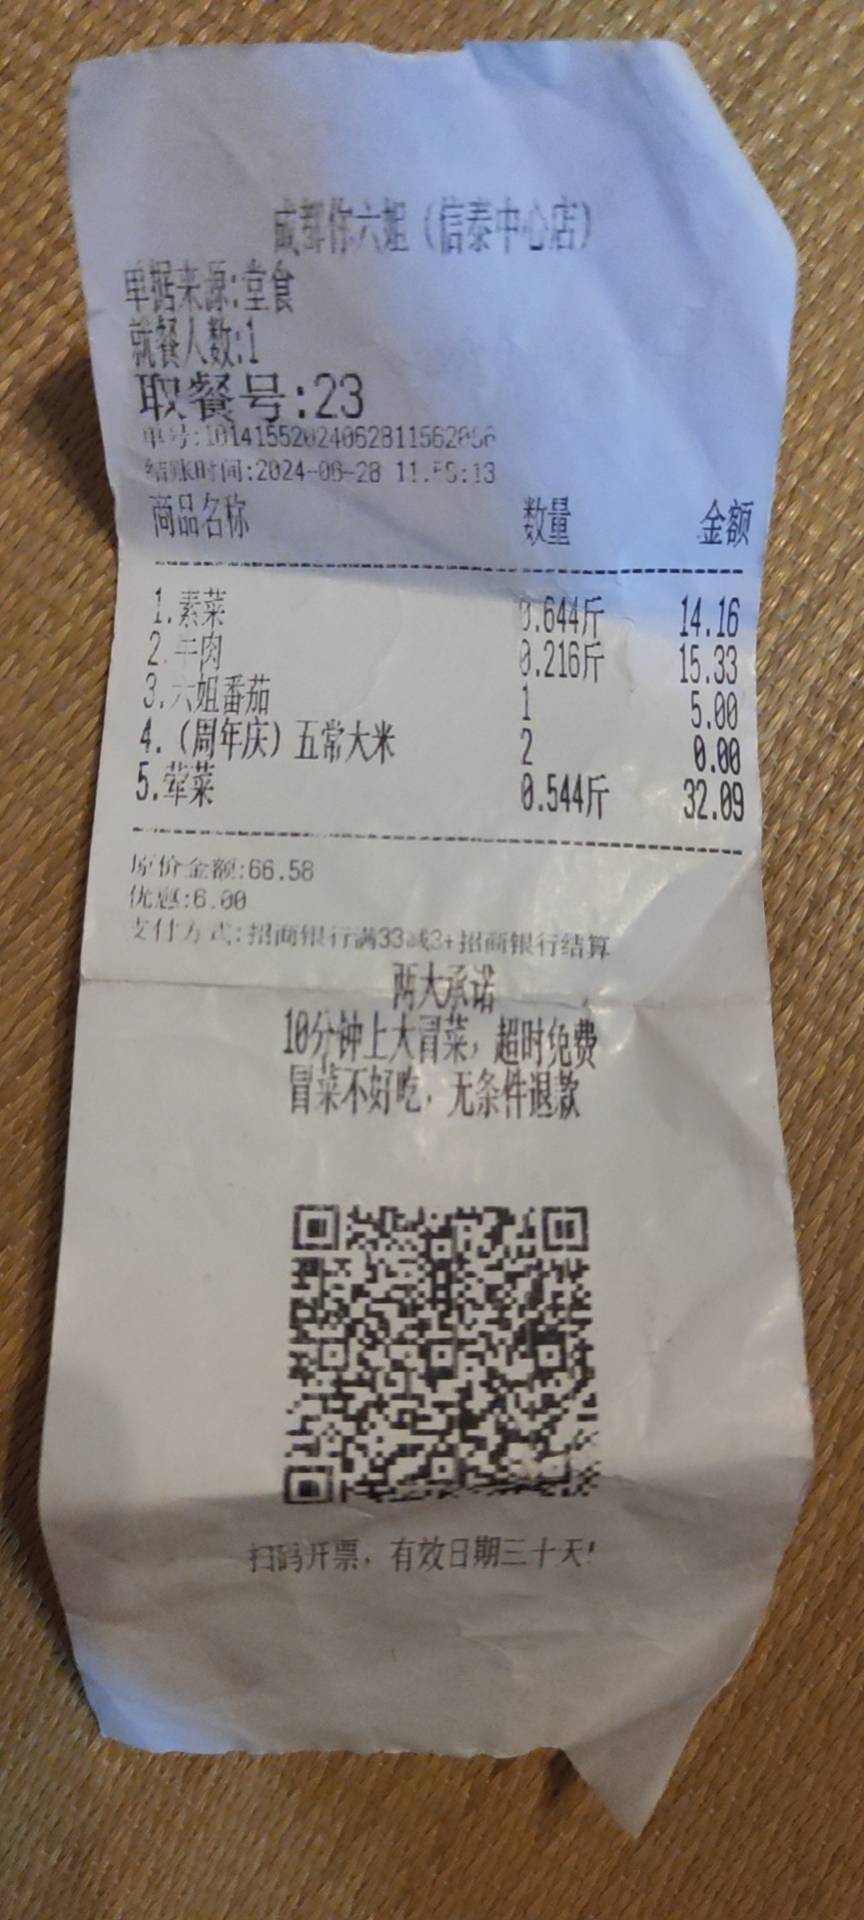 成都你六姐（信泰中心店）
单据来源:堂食
就餐人数:1
取餐号:23
单号:
结账时间:2024-06-28
商品名称 数量 金额
1.素菜 0.644斤 14.16
2.牛肉 0.216斤 15.33
3.六姐番茄 1 5.00
4.（周年庆）五常大米 2 0.00
5.荤菜 0.544斤 32.09
原价金额:66.58
优惠:6.00
支付方式:招商银行满33减3+招商银行结算
两大承诺
10分钟上大冒菜，超时免费
冒菜不好吃，无条件退款
扫码开票，有效日期三十天!